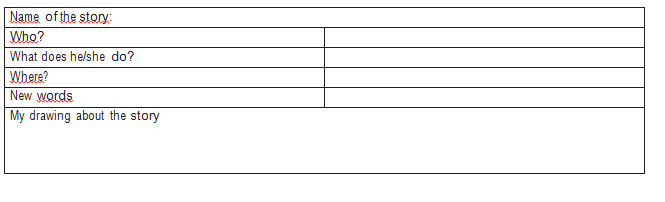 Name of the story:
Who?
What does he/she do?
Where?
New words
My drawing about the story